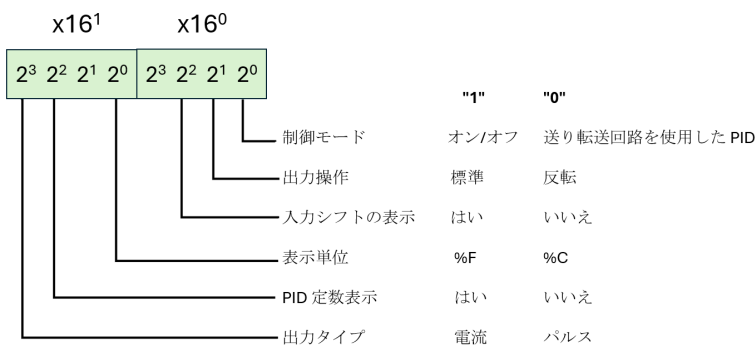 x16¹ x16⁰
2³ 2² 2¹ 2⁰ 2³ 2² 2¹ 2⁰
"1" "0"
制御モード オン/オフ 送り転送回路を使用した PID
出力操作 標準 反転
入力シフトの表示 はい いいえ
表示単位 %F %C
PID 定数表示 はい いいえ
出力タイプ 電流 パルス